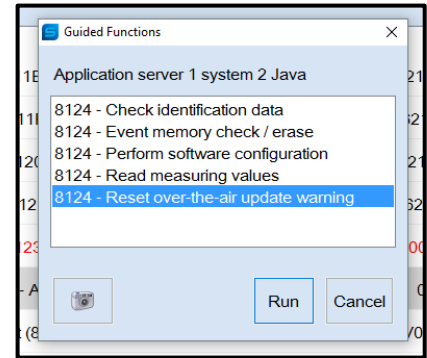 Guided Functions
Application server 1 system 2 Java
8124 - Check identification data
8124 - Event memory check / erase
8124 - Perform software configuration
8124 - Read measuring values
8124 - Reset over-the-air update warning
Run
Cancel